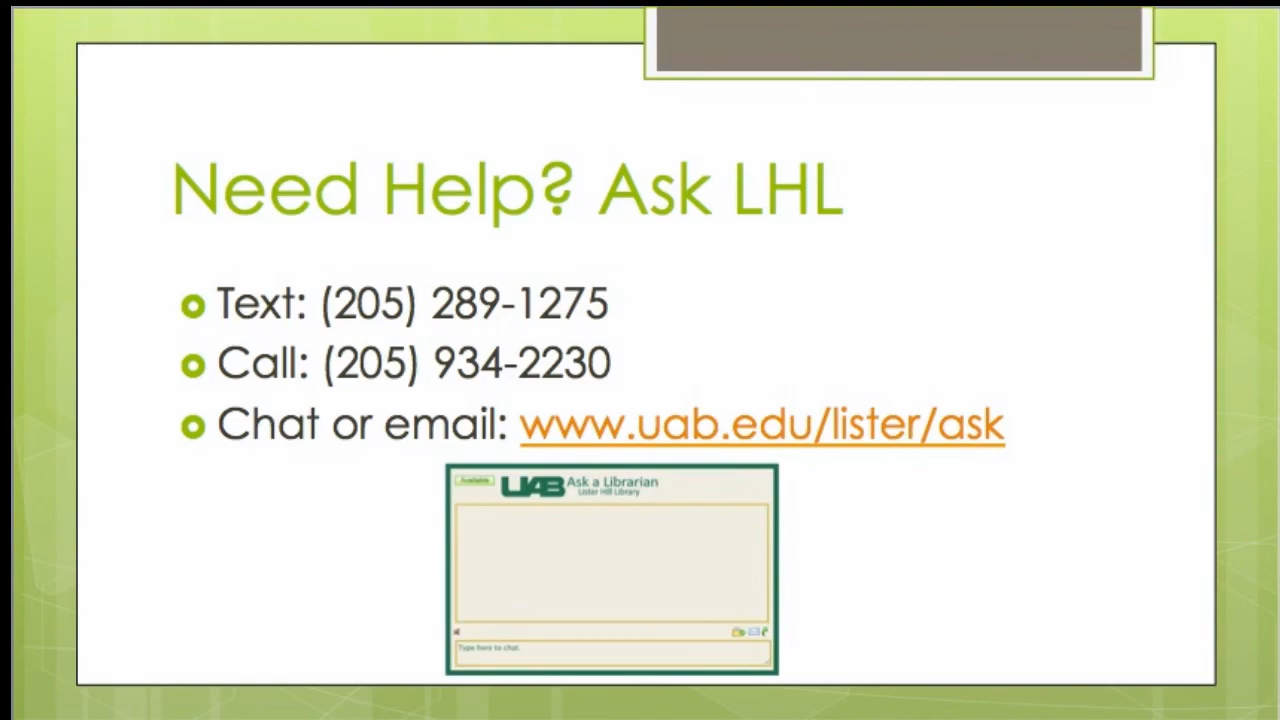 Need Help? Ask LHL
Text: (205) 289-1275
Call: (205) 934-2230
Chat or email: www.uab.edu/lister/ask
Available
UAB Ask a Librarian
Lister Hill Library
Type here to chat.